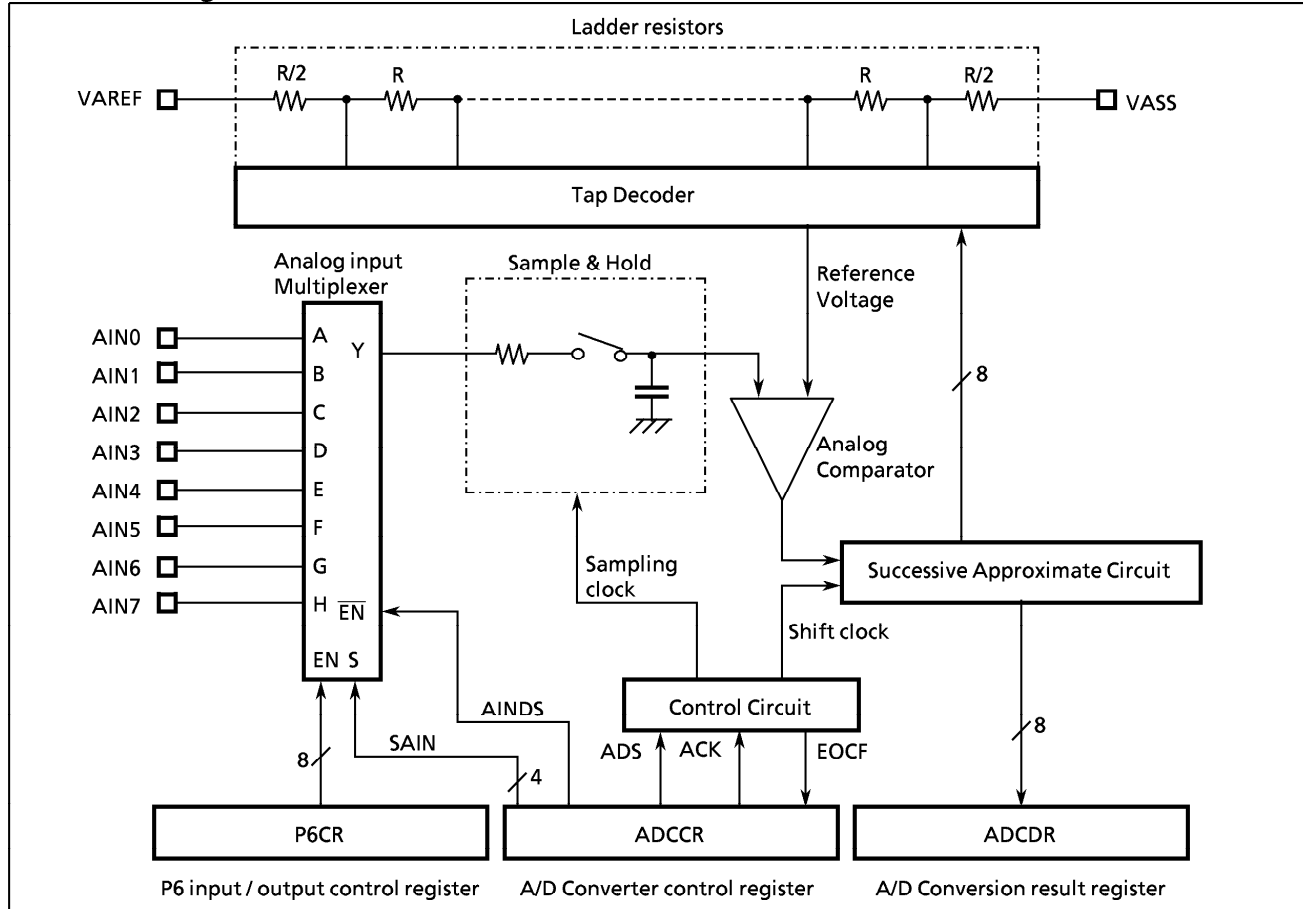 Ladder resistors
R/2
R
R
R/2
VAREF
VASS
Tap Decoder
Analog input
Multiplexer
Sample & Hold
Reference
Voltage
AIN0
AIN1
AIN2
AIN3
AIN4
AIN5
AIN6
AIN7
A
B
C
D
E
F
G
H
Y
EN
EN S
8
Analog
Comparator
Sampling
clock
Successive Approximate Circuit
Shift clock
Control Circuit
AINDS
SAIN
ADS
ACK
EOCF
8
4
8
P6CR
ADCCR
ADCDR
P6 input / output control register
A/D Converter control register
A/D Conversion result register